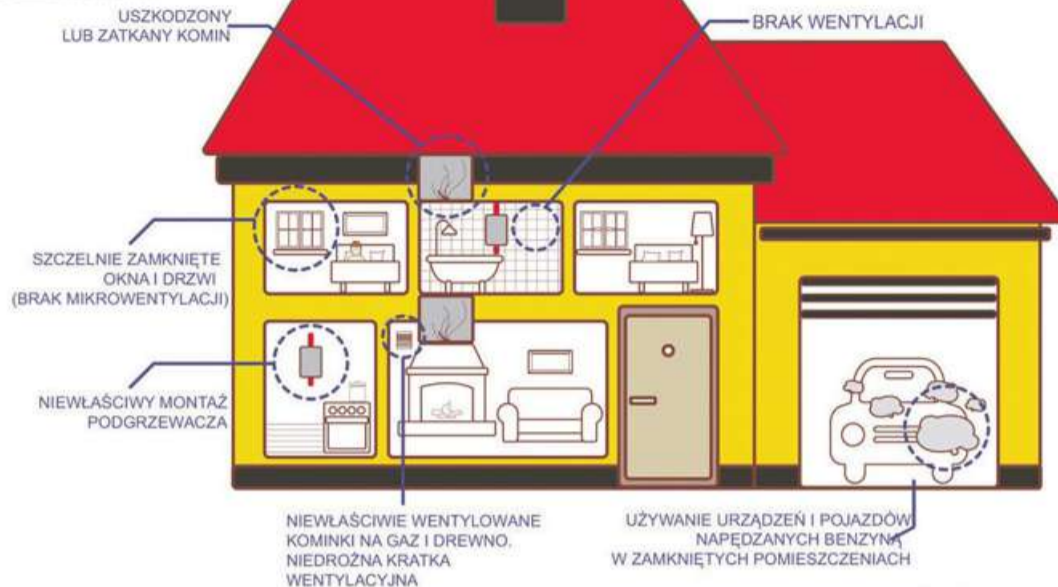 USZKODZONY
LUB ZATKANY KOMIN
BRAK WENTYLACJI
SZCZELNIE ZAMKNIĘTE
OKNA I DRZWI
(BRAK MIKROWENTYLACJI)
NIEWŁAŚCIWY MONTAŻ
PODGRZEWACZA
NIEWŁAŚCIWIE WENTYLOWANE
KOMINKI NA GAZ I DREWNO.
NIEDROŻNA KRATKA
WENTYLACYJNA
UŻYWANIE URZĄDZEŃ I POJAZDÓW
NAPĘDZANYCH BENZYNĄ
W ZAMKNIĘTYCH POMIESZCZENIACH